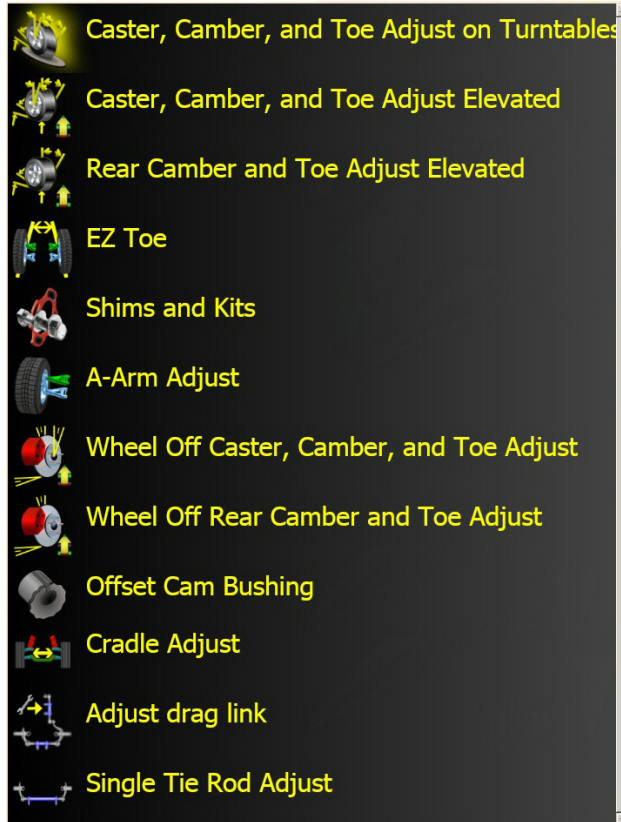 Caster, Camber, and Toe Adjust on Turntables
Caster, Camber, and Toe Adjust Elevated
Rear Camber and Toe Adjust Elevated
EZ Toe
Shims and Kits
A-Arm Adjust
Wheel Off Caster, Camber, and Toe Adjust
Wheel Off Rear Camber and Toe Adjust
Offset Cam Bushing
Cradle Adjust
Adjust drag link
Single Tie Rod Adjust